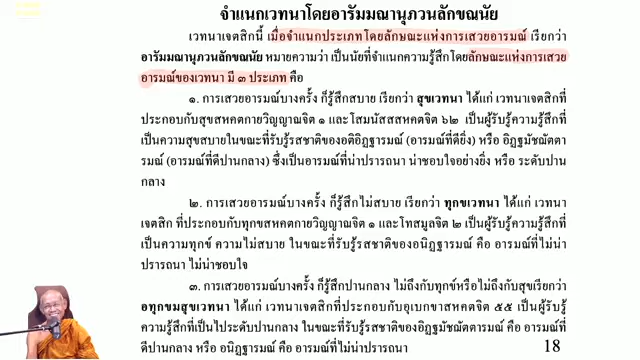 จำแนกเวทนาโดยอารัมมณานุภวนลักขณนัย
เวทนาเจตสิกนี้ เมื่อจำแนกประเภทโดยลักษณะแห่งการเสวยอารมณ์ เรียกว่า
อารัมมณานุภวนลักขณนัย หมายความว่า เป็นนัยที่จำแนกความรู้สึกโดยลักษณะแห่งการเสวย
อารมณ์ของเวทนา มี ๓ ประเภท คือ
๑. การเสวยอารมณ์บางครั้ง ก็รู้สึกสบาย เรียกว่า สุขเวทนา ได้แก่ เวทนาเจตสิกที่
ประกอบกับสุขสหคตกายวิญญาณจิต ๑ และโสมนัสสสหคตจิต ๖๒ เป็นผู้รับรู้ความรู้สึกที่
เป็นความสุขสบายในขณะที่รับรู้รสชาติของอติอิฏฐารมณ์ (อารมณ์ที่ดียิ่ง) หรือ อิฏฐมัชฌัตตา
รมณ์ (อารมณ์ที่ดีปานกลาง) ซึ่งเป็นอารมณ์ที่น่าปรารถนา น่าชอบใจอย่างยิ่ง หรือ ระดับปาน
กลาง
๒. การเสวยอารมณ์บางครั้ง ก็รู้สึกไม่สบาย เรียกว่า ทุกขเวทนา ได้แก่ เวทนา
เจตสิก ที่ประกอบกับทุกขสหคตกายวิญญาณจิต ๑ และโทสมูลจิต ๒ เป็นผู้รับรู้ความรู้สึกที่
เป็นความทุกข์ ความไม่สบาย ในขณะที่รับรู้รสชาติของอนิฏฐารมณ์ คือ อารมณ์ที่ไม่น่า
ปรารถนา ไม่น่าชอบใจ
๓. การเสวยอารมณ์บางครั้ง ก็รู้สึกปานกลาง ไม่ถึงกับทุกข์หรือไม่ถึงกับสุขเรียกว่า
อทุกขมสุขเวทนา ได้แก่ เวทนาเจตสิกที่ประกอบกับอุเบกขาสหคตจิต ๕๕ เป็นผู้รับรู้
ความรู้สึกที่เป็นไประดับปานกลาง ในขณะที่รับรู้รสชาติของอิฏฐมัชฌัตตารมณ์ คือ อารมณ์ที่
ดีปานกลาง หรือ อนิฏฐารมณ์ คือ อารมณ์ที่ไม่น่าปรารถนา
18